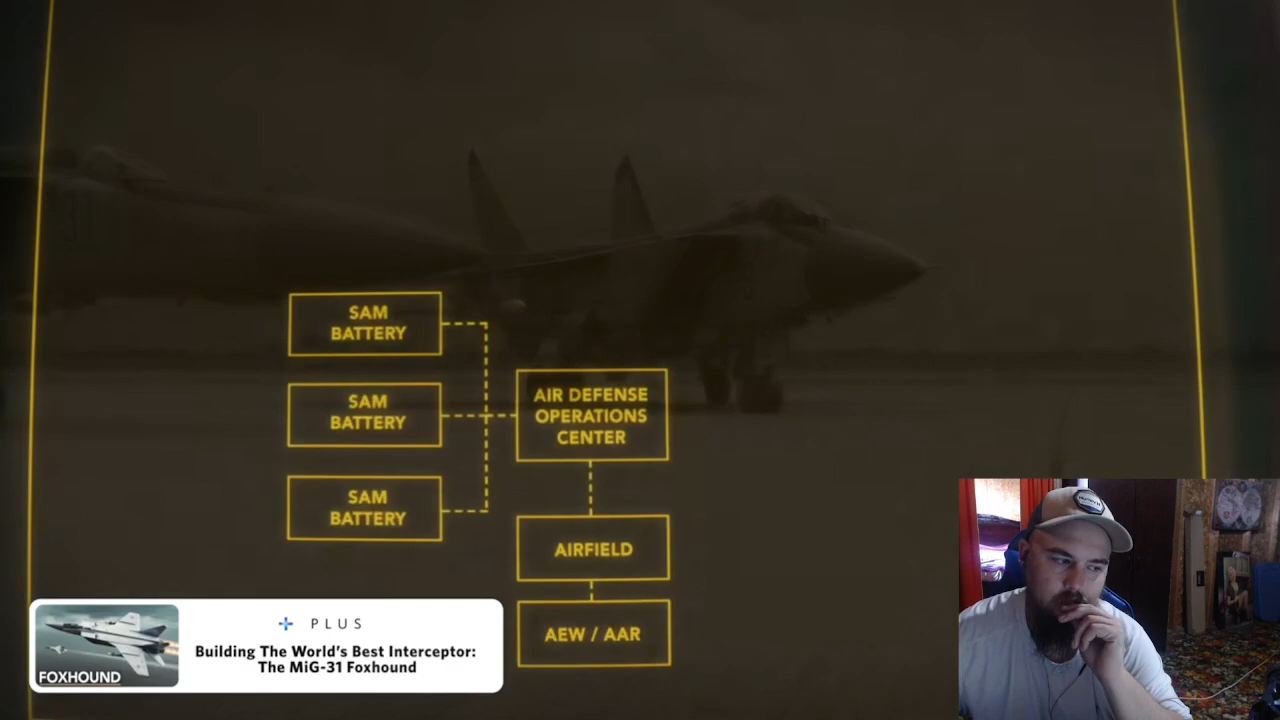 SAM
BATTERY
SAM
BATTERY
SAM
BATTERY
AIR DEFENSE
OPERATIONS
CENTER
AIRFIELD
AEW / AAR
FOXHOUND
PLUS
Building The World's Best Interceptor:
The MiG-31 Foxhound